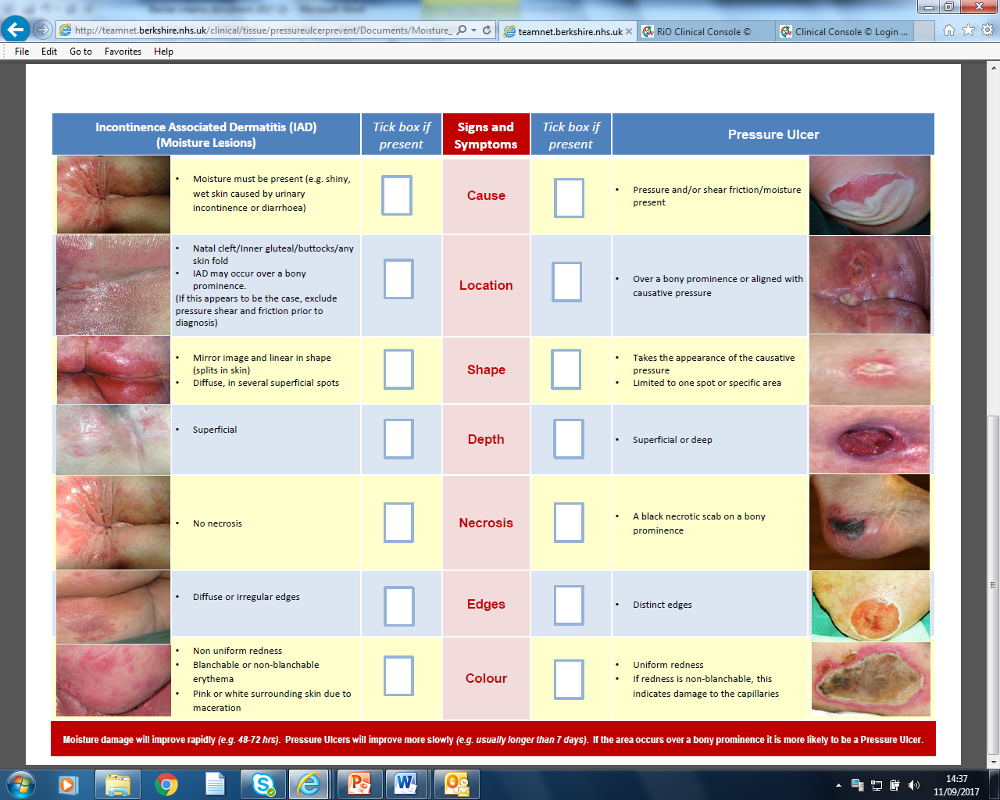 http://teamnet.berkshire.nhs.uk/clinical/tissue/pressureulcerprevent/Documents/Moisture_
teamnet.berkshire.nhs.uk
RiO Clinical Console ©
Clinical Console © Login ...
File Edit Go to Favorites Help
Incontinence Associated Dermatitis (IAD)
(Moisture Lesions)
Tick box if
present
Signs and
Symptoms
Tick box if
present
Pressure Ulcer
• Moisture must be present (e.g. shiny,
wet skin caused by urinary
incontinence or diarrhoea)
Cause
• Pressure and/or shear friction/moisture
present
• Natal cleft/Inner gluteal/buttocks/any
skin fold
• IAD may occur over a bony
prominence.
(If this appears to be the case, exclude
pressure shear and friction prior to
diagnosis)
Location
• Over a bony prominence or aligned with
causative pressure
• Mirror image and linear in shape
(splits in skin)
• Diffuse, in several superficial spots
Shape
• Takes the appearance of the causative
pressure
• Limited to one spot or specific area
• Superficial
Depth
• Superficial or deep
• No necrosis
Necrosis
• A black necrotic scab on a bony
prominence
• Diffuse or irregular edges
Edges
• Distinct edges
• Non uniform redness
• Blanchable or non-blanchable
erythema
• Pink or white surrounding skin due to
maceration
Colour
• Uniform redness
• If redness is non-blanchable, this
indicates damage to the capillaries
Moisture damage will improve rapidly (e.g. 48-72 hrs). Pressure Ulcers will improve more slowly (e.g. usually longer than 7 days). If the area occurs over a bony prominence it is more likely to be a Pressure Ulcer.
14:37
11/09/2017